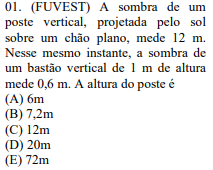 01. (FUVEST) A sombra de um
poste vertical, projetada pelo sol
sobre um chão plano, mede 12 m.
Nesse mesmo instante, a sombra de
um bastão vertical de 1 m de altura
mede 0,6 m. A altura do poste é
(A) 6m
(B) 7,2m
(C) 12m
(D) 20m
(E) 72m